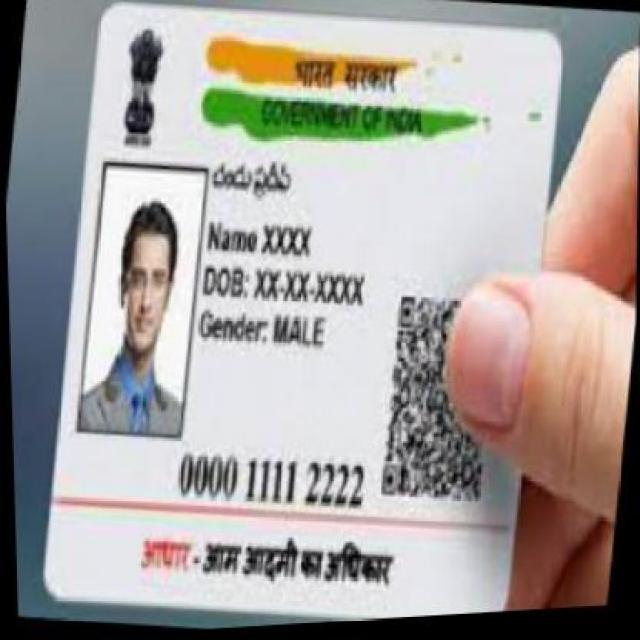 भारत सरकार
GOVERNMENT OF INDIA
చందు ప్రదీప్
Name XXXX
DOB: XX-XX-XXXX
Gender: MALE
0000 1111 2222
आधार - आम आदमी का अधिकार